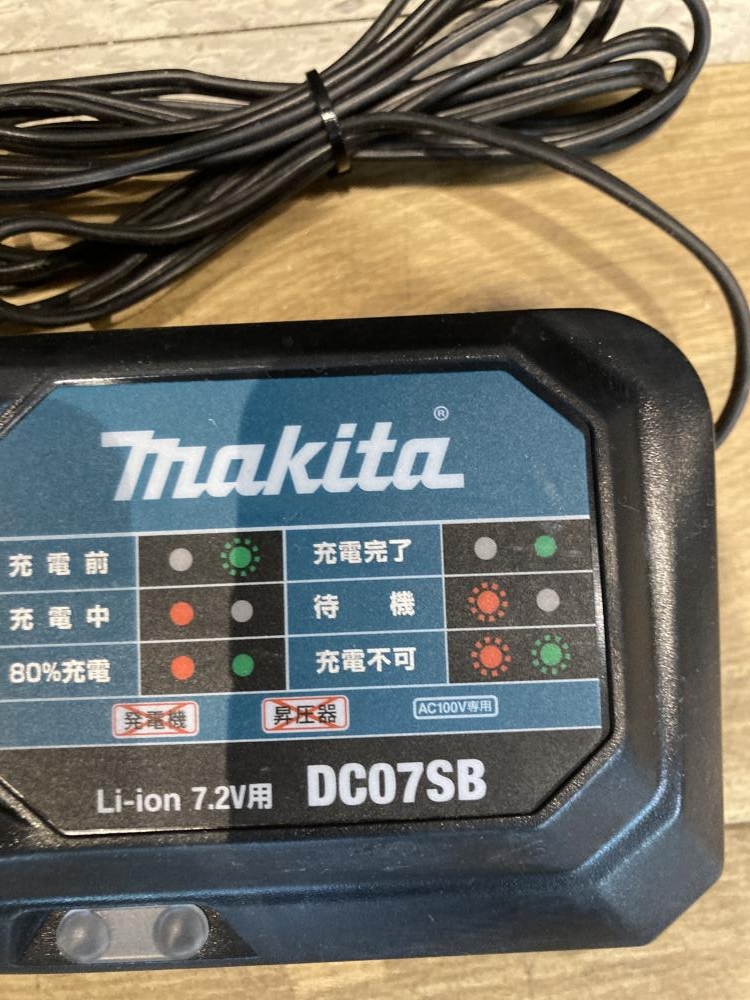 makita®
充電前 充電完了
充電中 待機
80%充電 充電不可
発電機 昇圧器 AC100V専用
Li-ion 7.2V用 DC07SB